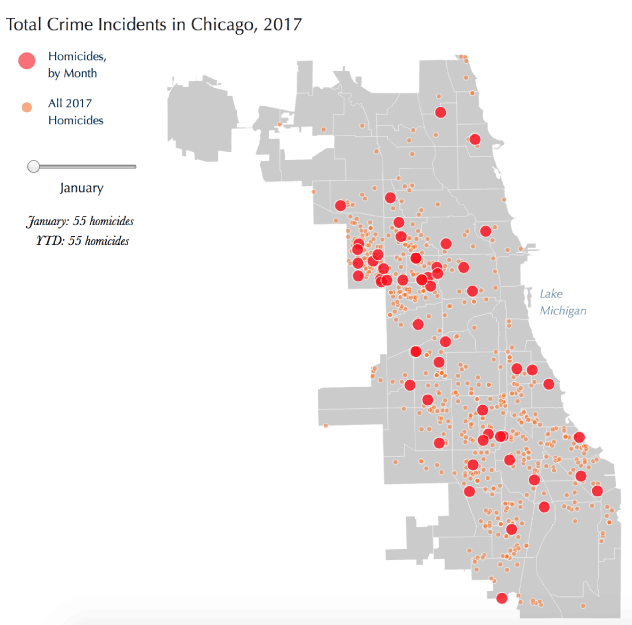 Total Crime Incidents in Chicago, 2017
Homicides,
by Month
All 2017
Homicides
January
January: 55 homicides
YTD: 55 homicides
Lake
Michigan